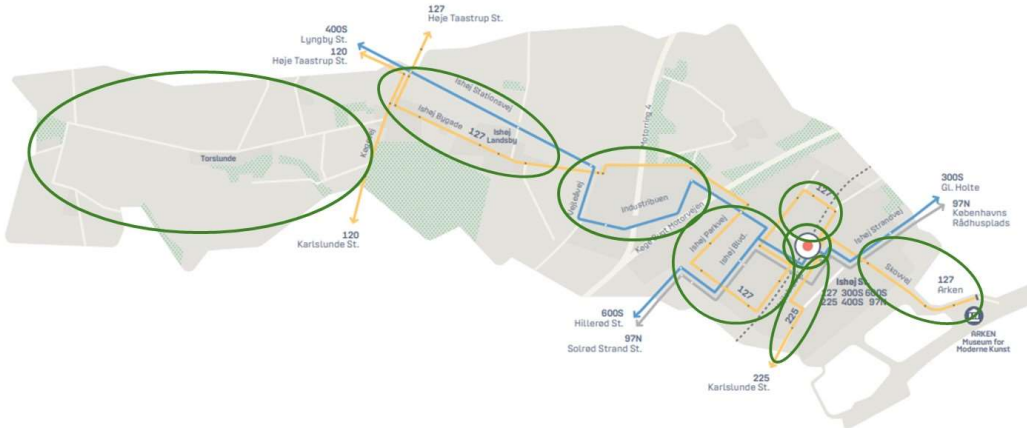 127
Høje Taastrup St.
400S
Lyngby St.
120
Høje Taastrup St.
Ishøj Stationsvej
Ishøj Bygade
127
Ishøj
Landsby
Motorring 4
Torslunde
Køgevej
120
Karlslunde St.
Vejleåvej
Industribuen
Køge Bugt Motorvejen
Ishøj Parkvej
Ishøj Blvd.
127
127
300S
Gl. Holte
97N
Københavns
Rådhusplads
Ishøj Strandvej
Skovvej
127
Arken
Ishøj St.
127 300S 600S
225 400S 97N
225
600S
Hillerød St.
97N
Solrød Strand St.
ARKEN
Museum for
Moderne Kunst
225
Karlslunde St.